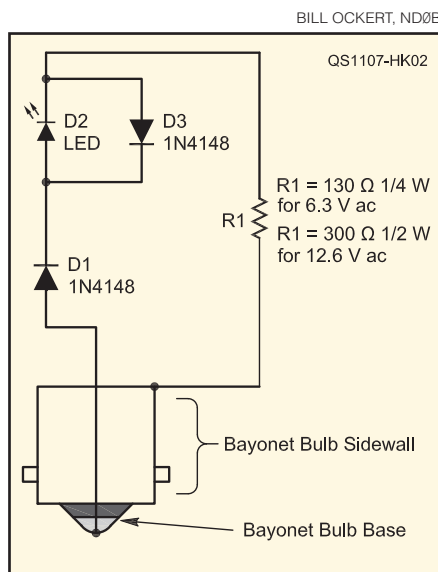 BILL OCKERT, NDØB
QS1107-HK02
D2
LED
D3
1N4148
R1
R1 = 130 Ω 1/4 W
for 6.3 V ac
R1 = 300 Ω 1/2 W
for 12.6 V ac
D1
1N4148
Bayonet Bulb Sidewall
Bayonet Bulb Base